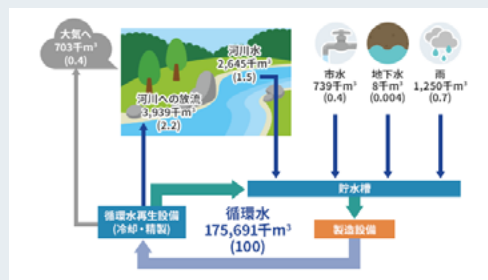 大気へ
703千m³
(0.4)
河川水
2,645千m³
(1.5)
河川への放流
3,939千m³
(2.2)
市水
739千m³
(0.4)
地下水
8千m³
(0.004)
雨
1,250千m³
(0.7)
貯水槽
循環水再生設備
(冷却・精製)
循環水
175,691千m³
(100)
製造設備